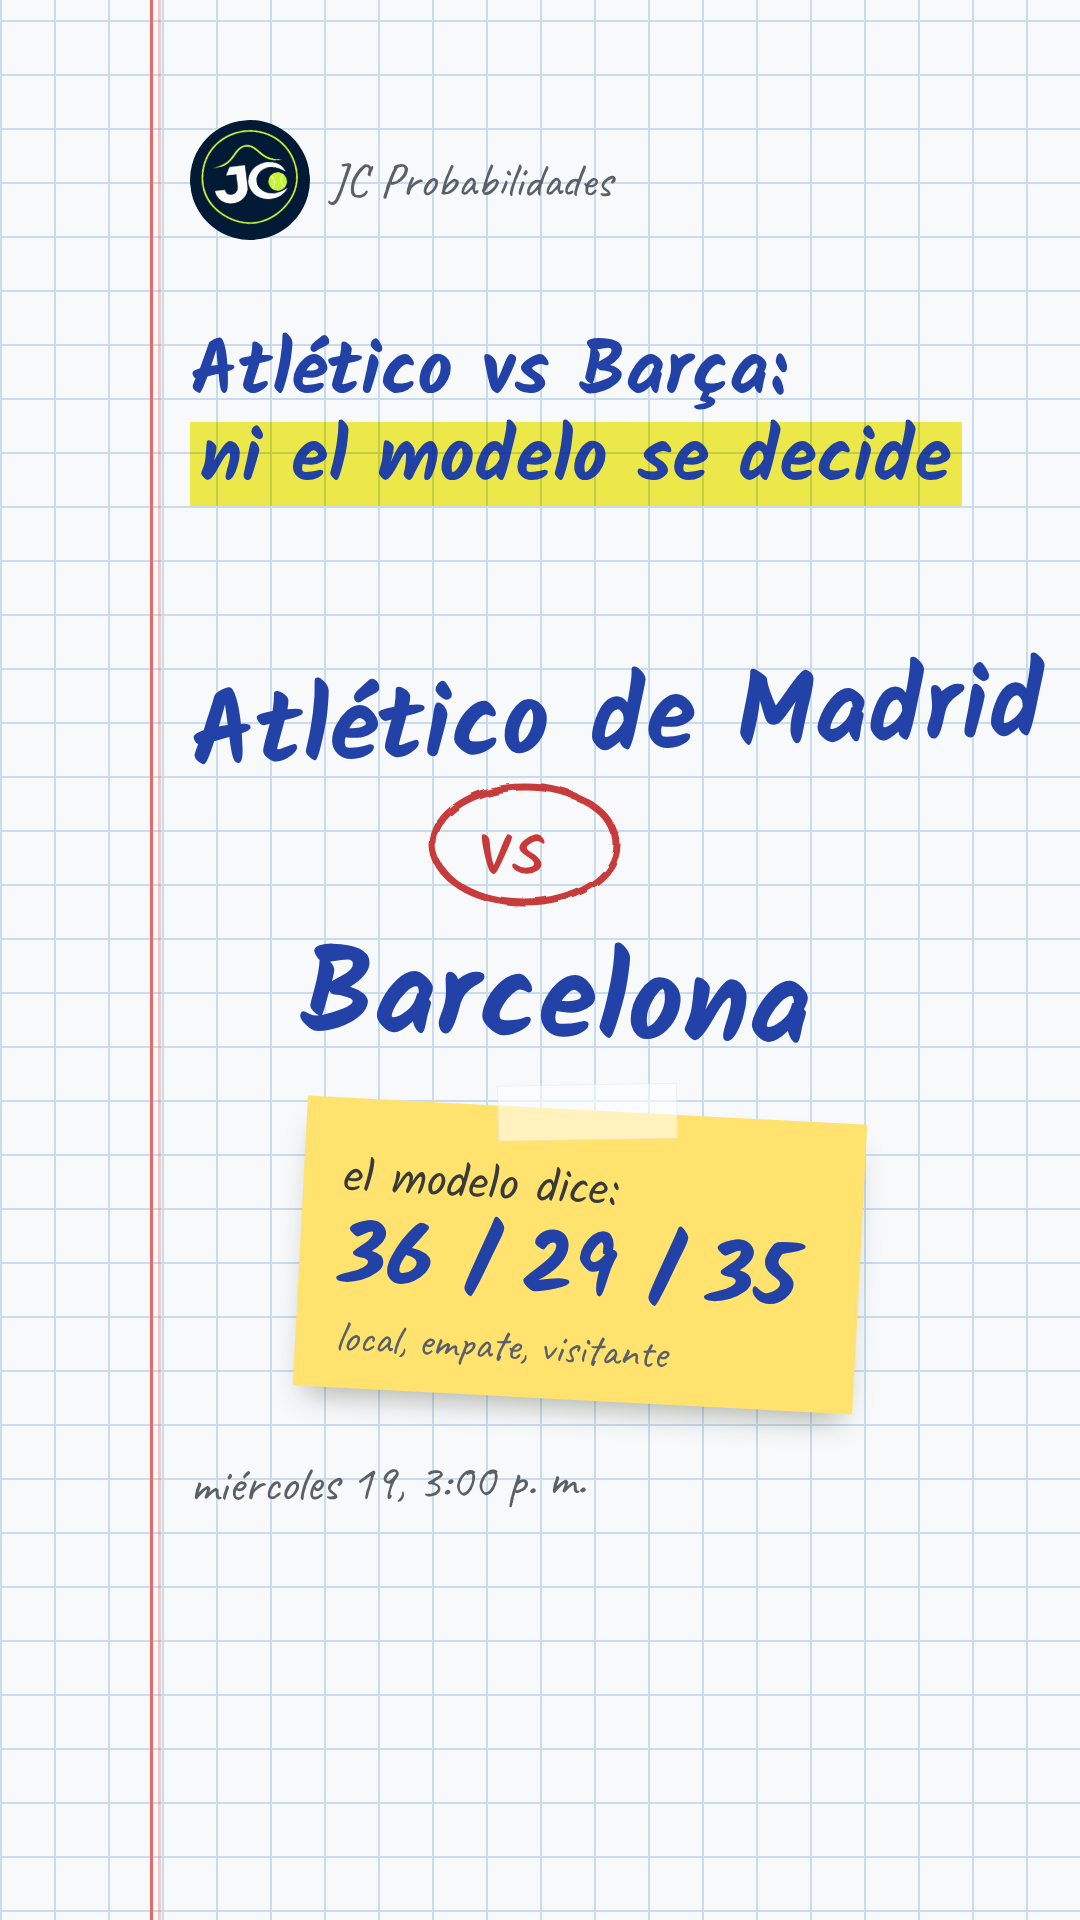 JC
JC Probabilidades
Atlético vs Barça:
ni el modelo se decide
Atlético de Madrid
vs
Barcelona
el modelo dice:
36 / 29 / 35
local, empate, visitante
miércoles 19, 3:00 p. m.